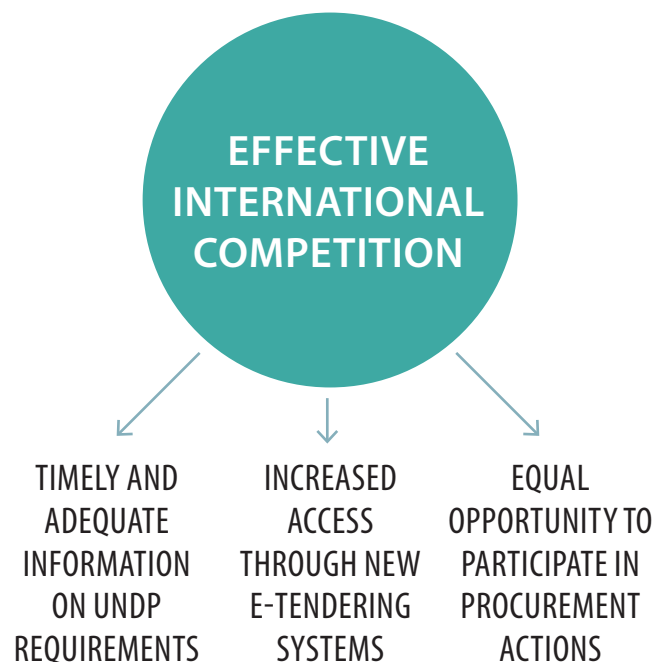 EFFECTIVE
INTERNATIONAL
COMPETITION
TIMELY AND
ADEQUATE
INFORMATION
ON UNDP
REQUIREMENTS
INCREASED
ACCESS
THROUGH NEW
E-TENDERING
SYSTEMS
EQUAL
OPPORTUNITY TO
PARTICIPATE IN
PROCUREMENT
ACTIONS